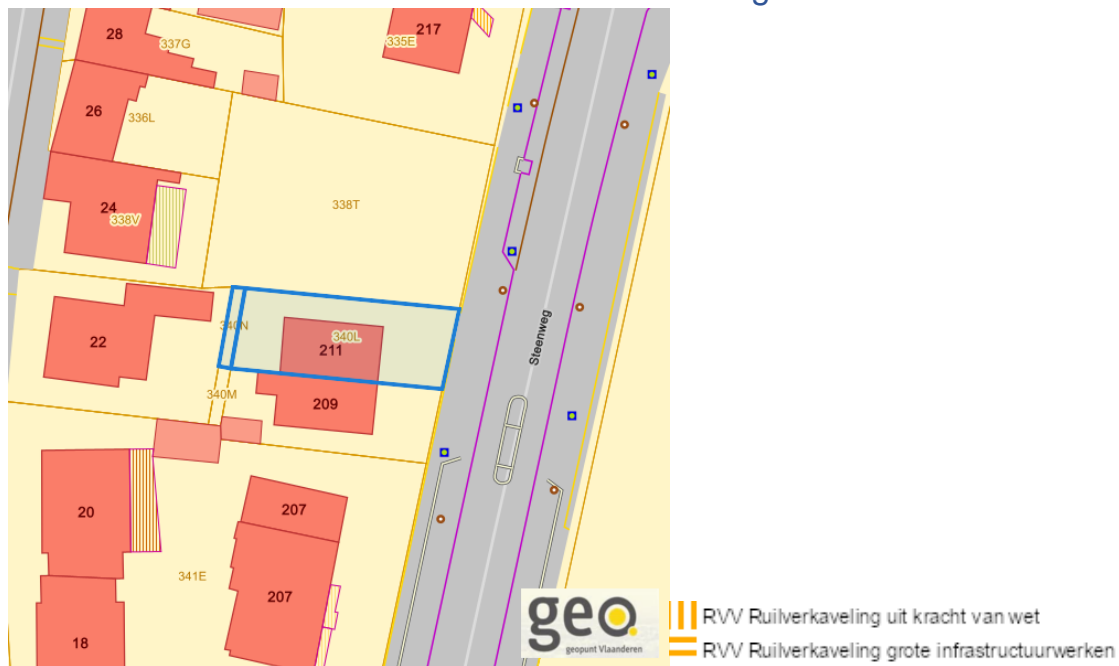 28
337G
335E
217
26
336L
24
338V
338T
22
340N
340L
211
340M
209
Steenweg
20
207
341E
207
18
geo
geopunt Vlaanderen
RVV Ruilverkaveling uit kracht van wet
RVV Ruilverkaveling grote infrastructuurwerken